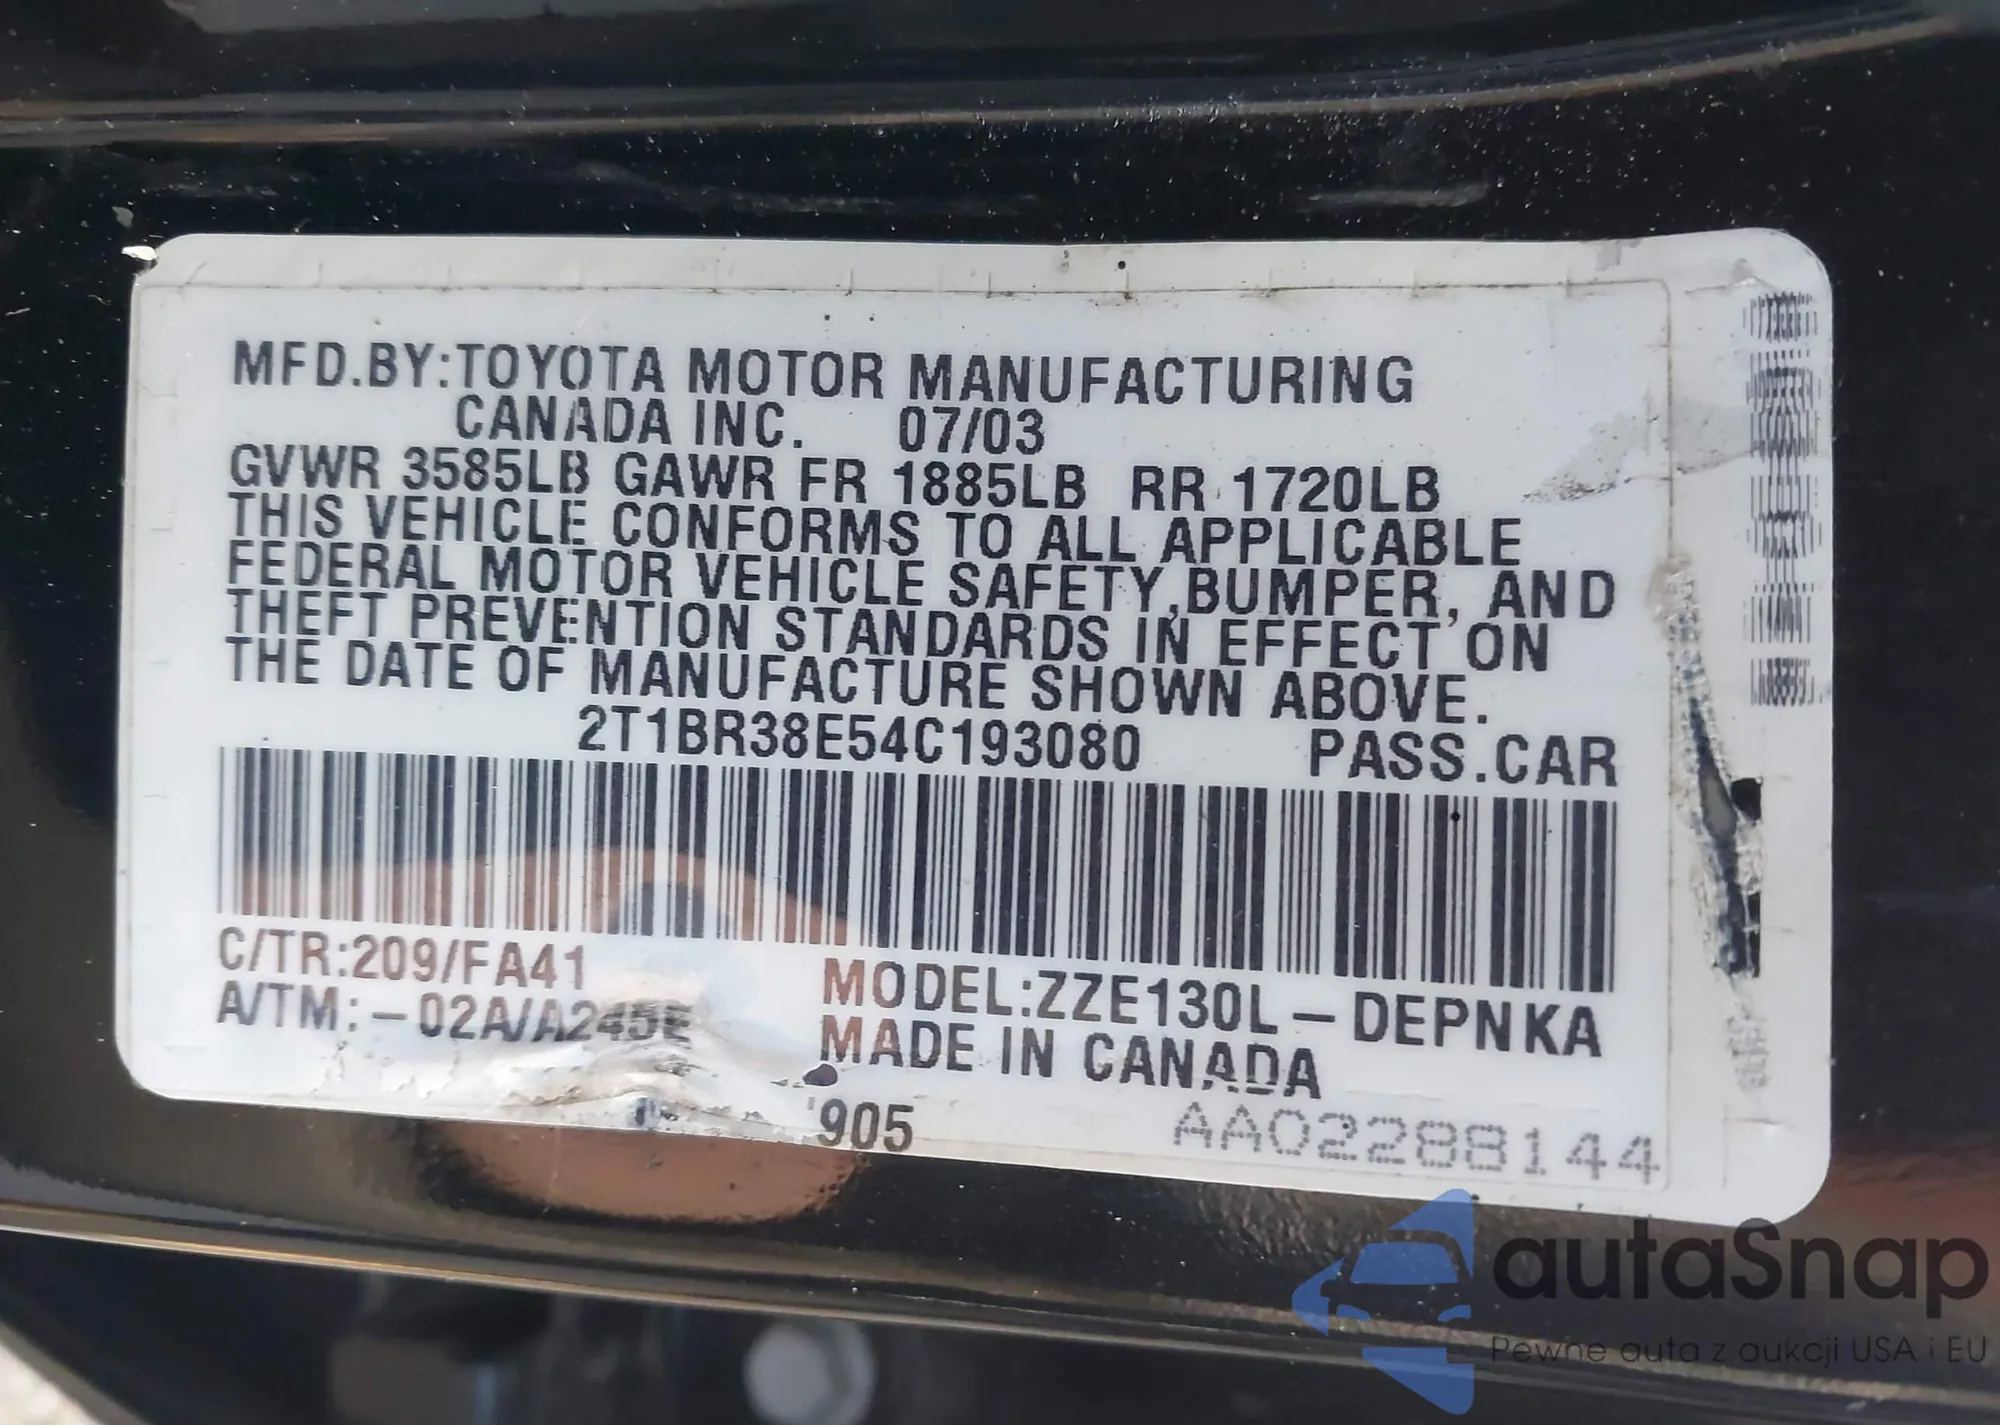 MFD.BY:TOYOTA MOTOR MANUFACTURING
CANADA INC. 07/03
GVWR 3585LB GAWR FR 1885LB RR 1720LB
THIS VEHICLE CONFORMS TO ALL APPLICABLE
FEDERAL MOTOR VEHICLE SAFETY,BUMPER, AND
THEFT PREVENTION STANDARDS IN EFFECT ON
THE DATE OF MANUFACTURE SHOWN ABOVE.
2T1BR38E54C193080 PASS.CAR
C/TR:209/FA41
A/TM:-02A/A245E
MODEL:ZZE130L-DEPNKA
MADE IN CANADA
905
AA02288144
autaSnap
Pewne auta z aukcji USA i EU